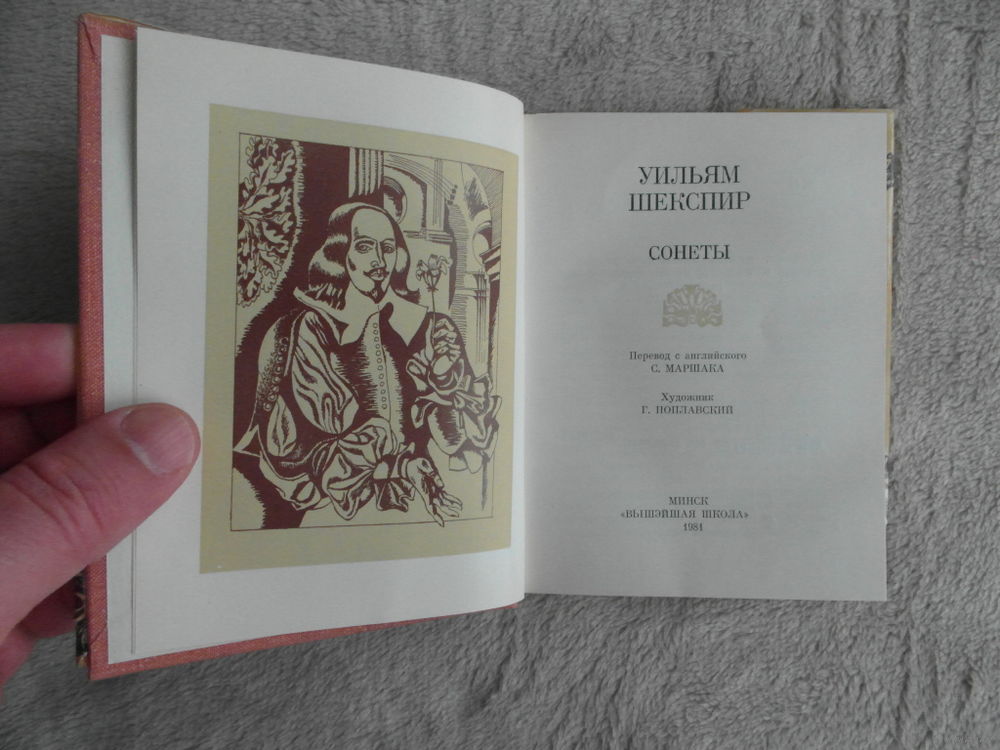 УИЛЬЯМ
ШЕКСПИР
СОНЕТЫ
Перевод с английского
С. МАРШАКА
Художник
Г. ПОПЛАВСКИЙ
МИНСК
«ВЫШЭЙШАЯ ШКОЛА»
1981